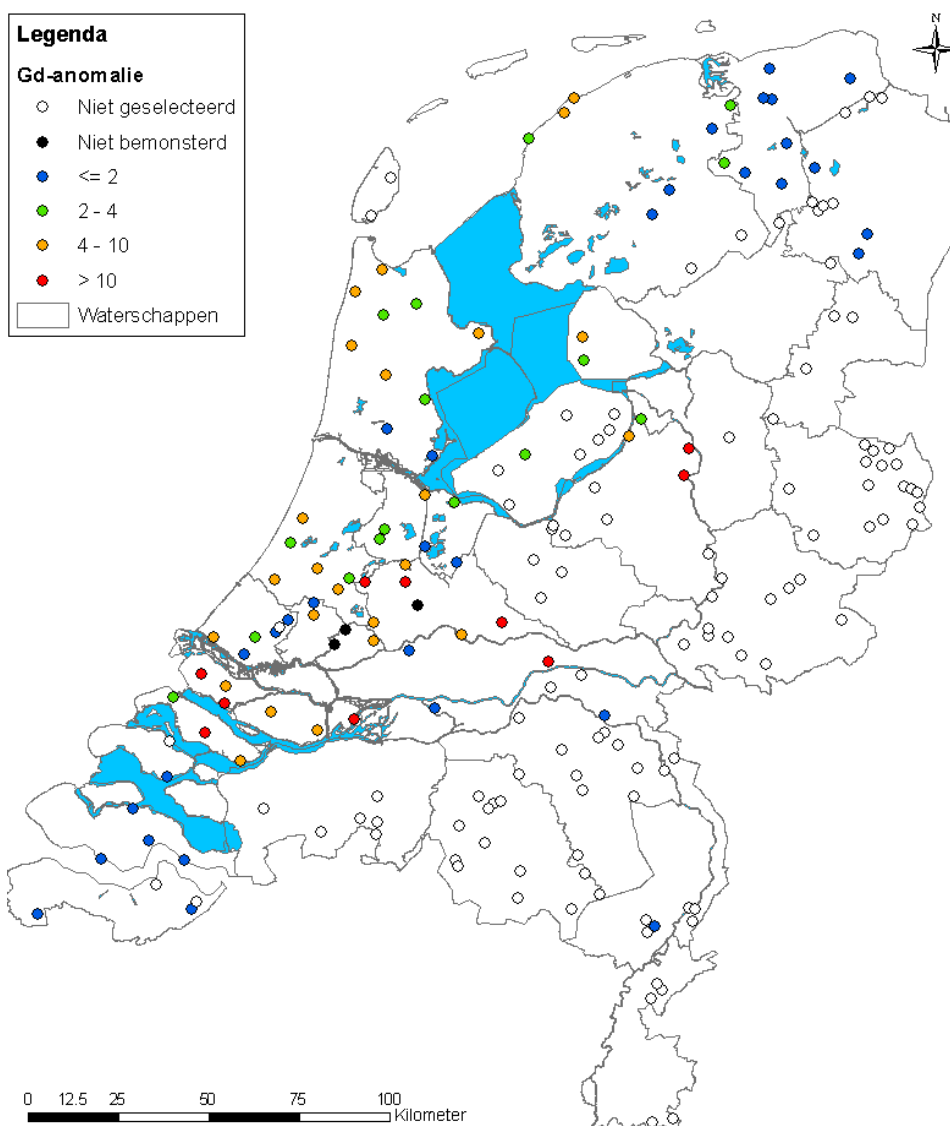 Legenda
Gd-anomalie
Niet geselecteerd
Niet bemonsterd
<= 2
2 - 4
4 - 10
> 10
Waterschappen
N
0 12.5 25 50 75 100
Kilometer